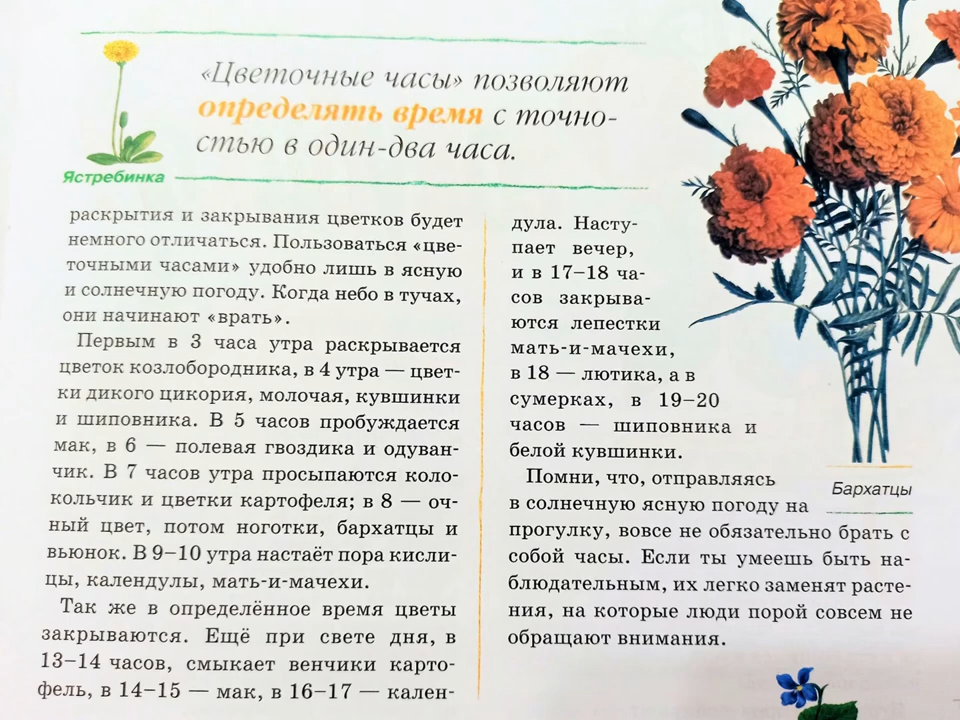 «Цветочные часы» позволяют
определять время с точно-
стью в один-два часа.
Ястребинка
раскрытия и закрывания цветков будет
немного отличаться. Пользоваться «цве-
точными часами» удобно лишь в ясную
и солнечную погоду. Когда небо в тучах,
они начинают «врать».
Первым в 3 часа утра раскрывается
цветок козлобородника, в 4 утра — цвет-
ки дикого цикория, молочая, кувшинки
и шиповника. В 5 часов пробуждается
мак, в 6 — полевая гвоздика и одуван-
чик. В 7 часов утра просыпаются коло-
кольчик и цветки картофеля; в 8 — оч-
ный цвет, потом ноготки, бархатцы и
вьюнок. В 9–10 утра настаёт пора кисли-
цы, календулы, мать-и-мачехи.
Так же в определённое время цветы
закрываются. Ещё при свете дня, в
13–14 часов, смыкает венчики карто-
фель, в 14–15 — мак, в 16–17 — кален-
дула. Насту-
пает вечер,
и в 17–18 ча-
сов закрыва-
ются лепестки
мать-и-мачехи,
в 18 — лютика, а в
сумерках, в 19–20
часов — шиповника и
белой кувшинки.
Помни, что, отправляясь
в солнечную ясную погоду на
прогулку, вовсе не обязательно брать с
собой часы. Если ты умеешь быть на-
блюдательным, их легко заменят расте-
ния, на которые люди порой совсем не
обращают внимания.
Бархатцы